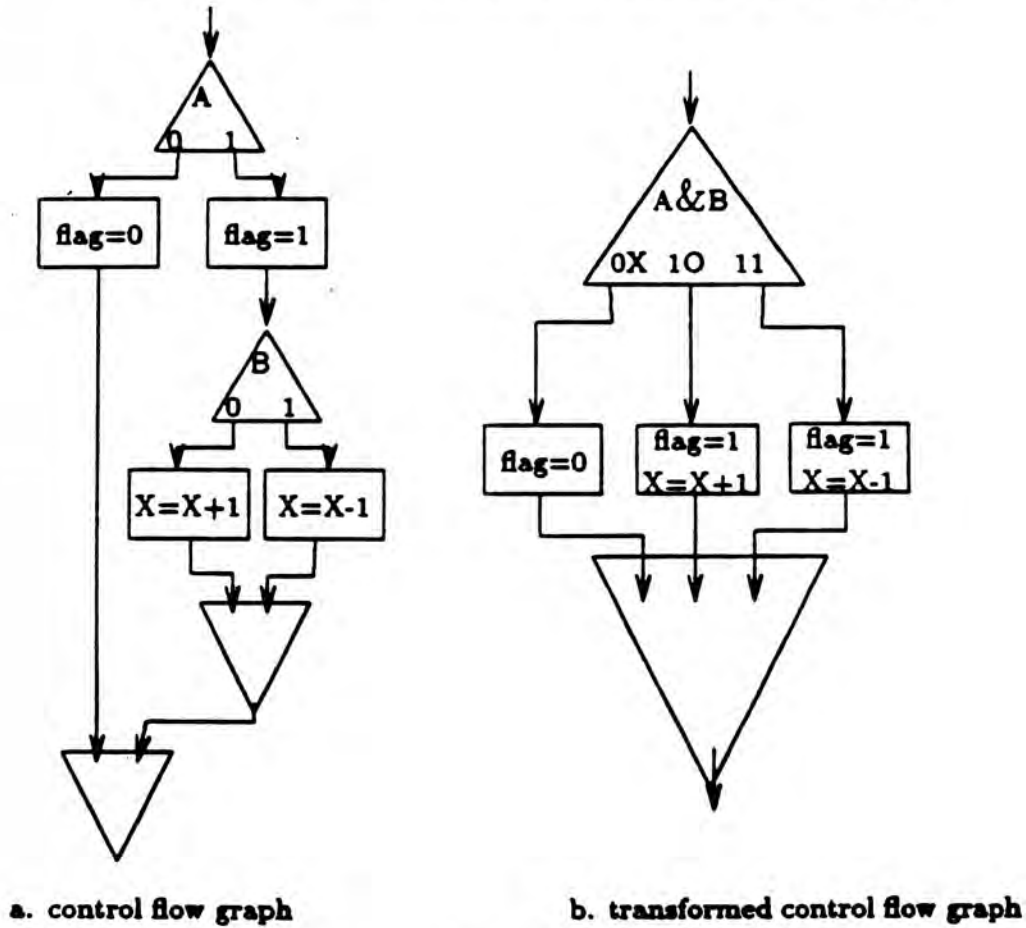 A
0 1
flag=0
flag=1
B
0 1
X=X+1
X=X-1
a. control flow graph
A&B
0X 1O 11
flag=0
flag=1
X=X+1
flag=1
X=X-1
b. transformed control flow graph